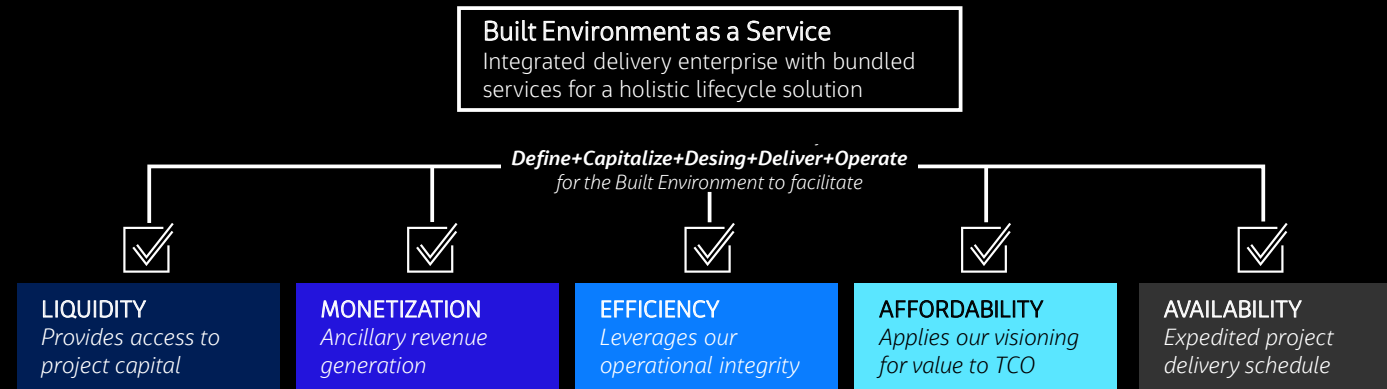 Built Environment as a Service
Integrated delivery enterprise with bundled
services for a holistic lifecycle solution
Define+Capitalize+Desing+Deliver+Operate
for the Built Environment to facilitate
LIQUIDITY
Provides access to
project capital
MONETIZATION
Ancillary revenue
generation
EFFICIENCY
Leverages our
operational integrity
AFFORDABILITY
Applies our visioning
for value to TCO
AVAILABILITY
Expedited project
delivery schedule